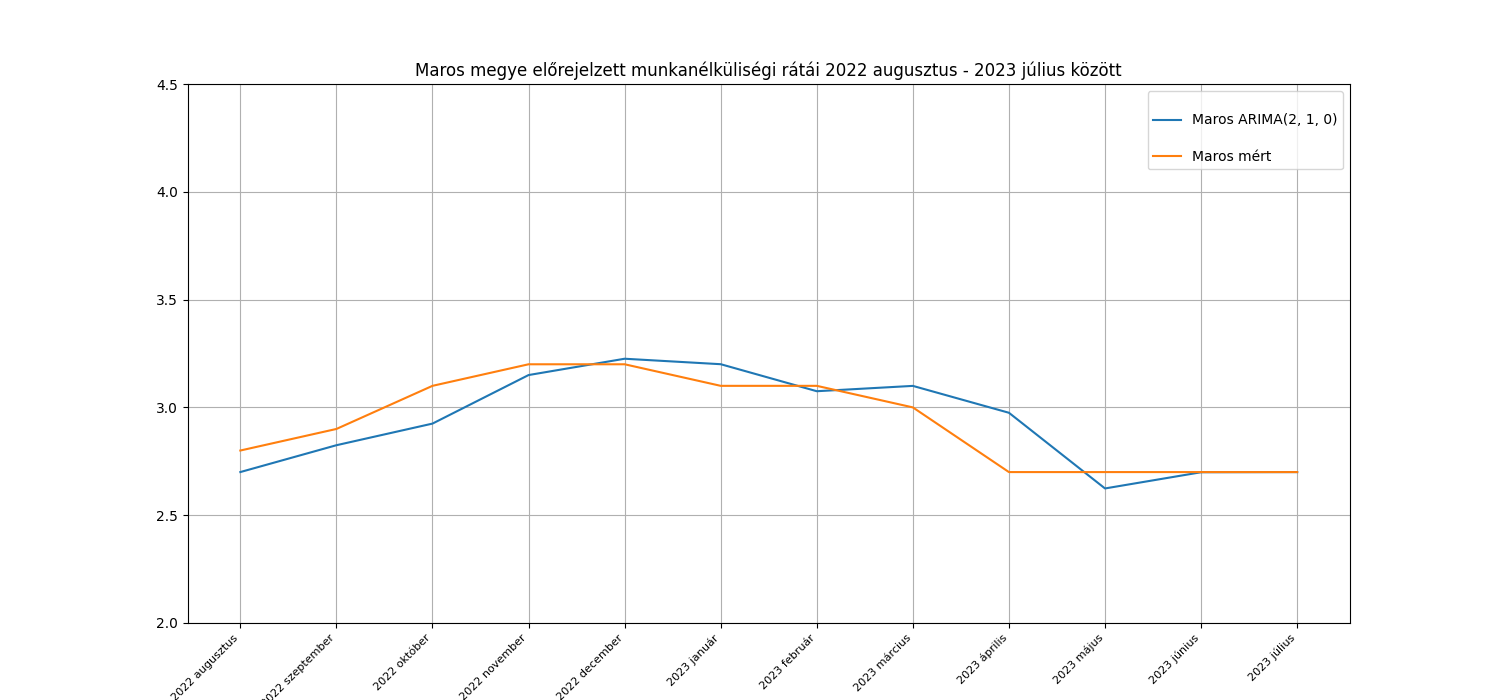 Maros megye előrejelzett munkanélküliségi rátái 2022 augusztus - 2023 július között
4.5
Maros ARIMA(2, 1, 0)
Maros mért
4.0
3.5
3.0
2.5
2.0
2022 augusztus
2022 szeptember
2022 október
2022 november
2022 december
2023 január
2023 február
2023 március
2023 április
2023 május
2023 június
2023 július